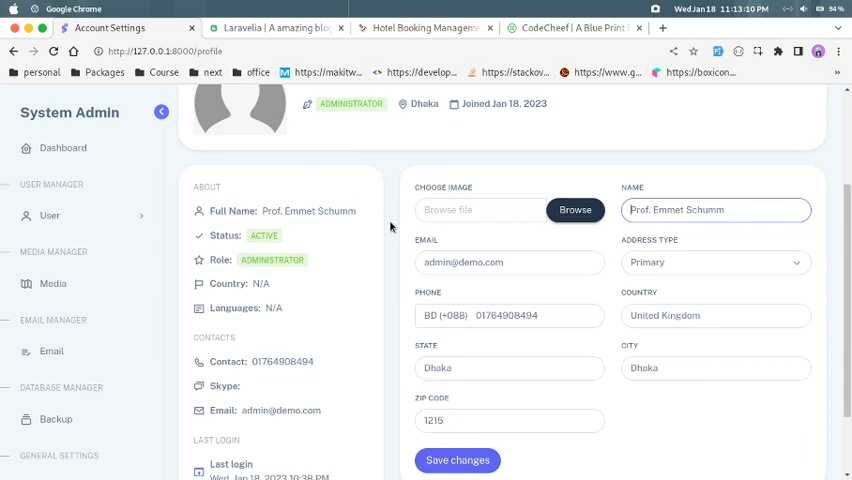 Google Chrome
Wed Jan 18 11:13:10
94 %
Account Settings
Laravelia | A amazing blog
Hotel Booking Manageme
CodeCheef | A Blue Print
http://127.0.0.1:8000/profile
personal
Packages
Course
next
office
https://makitw...
https://develop...
https://stackov...
https://www.g...
https://boxicon...
»
System Admin
Dashboard
USER MANAGER
User
MEDIA MANAGER
Media
EMAIL MANAGER
Email
DATABASE MANAGER
Backup
GENERAL SETTINGS
ADMINISTRATOR
Dhaka
Joined Jan 18, 2023
ABOUT
Full Name: Prof. Emmet Schumm
Status: ACTIVE
Role: ADMINISTRATOR
Country: N/A
Languages: N/A
CONTACTS
Contact: 01764908494
Skype:
Email: admin@demo.com
LAST LOGIN
Last login
Wed, Jan 18, 2023 10:38 PM
CHOOSE IMAGE
Browse file
Browse
NAME
Prof. Emmet Schumm
EMAIL
admin@demo.com
ADDRESS TYPE
Primary
PHONE
BD (+088) 01764908494
COUNTRY
United Kingdom
STATE
Dhaka
CITY
Dhaka
ZIP CODE
1215
Save changes